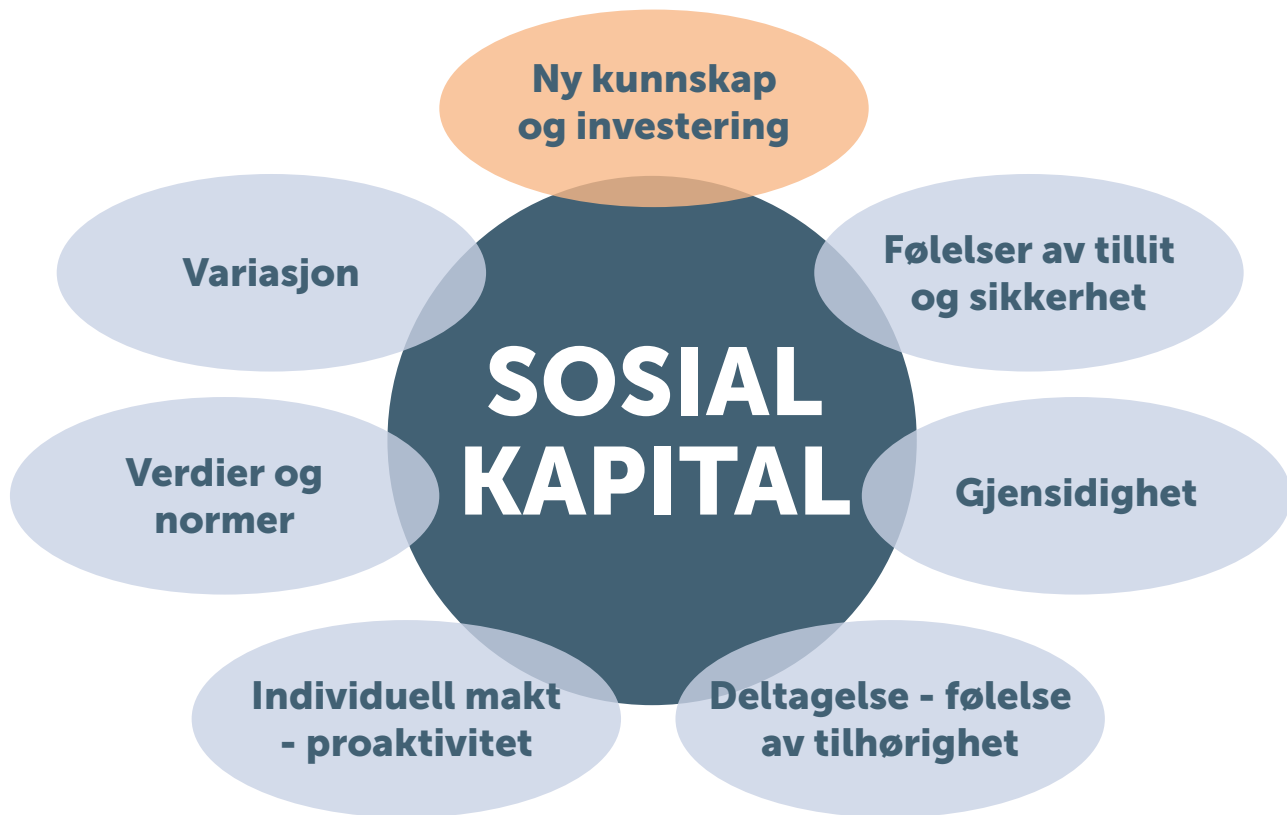 Ny kunnskap
og investering
Variasjon
Følelser av tillit
og sikkerhet
SOSIAL
KAPITAL
Verdier og
normer
Gjensidighet
Individuell makt
- proaktivitet
Deltagelse - følelse
av tilhørighet